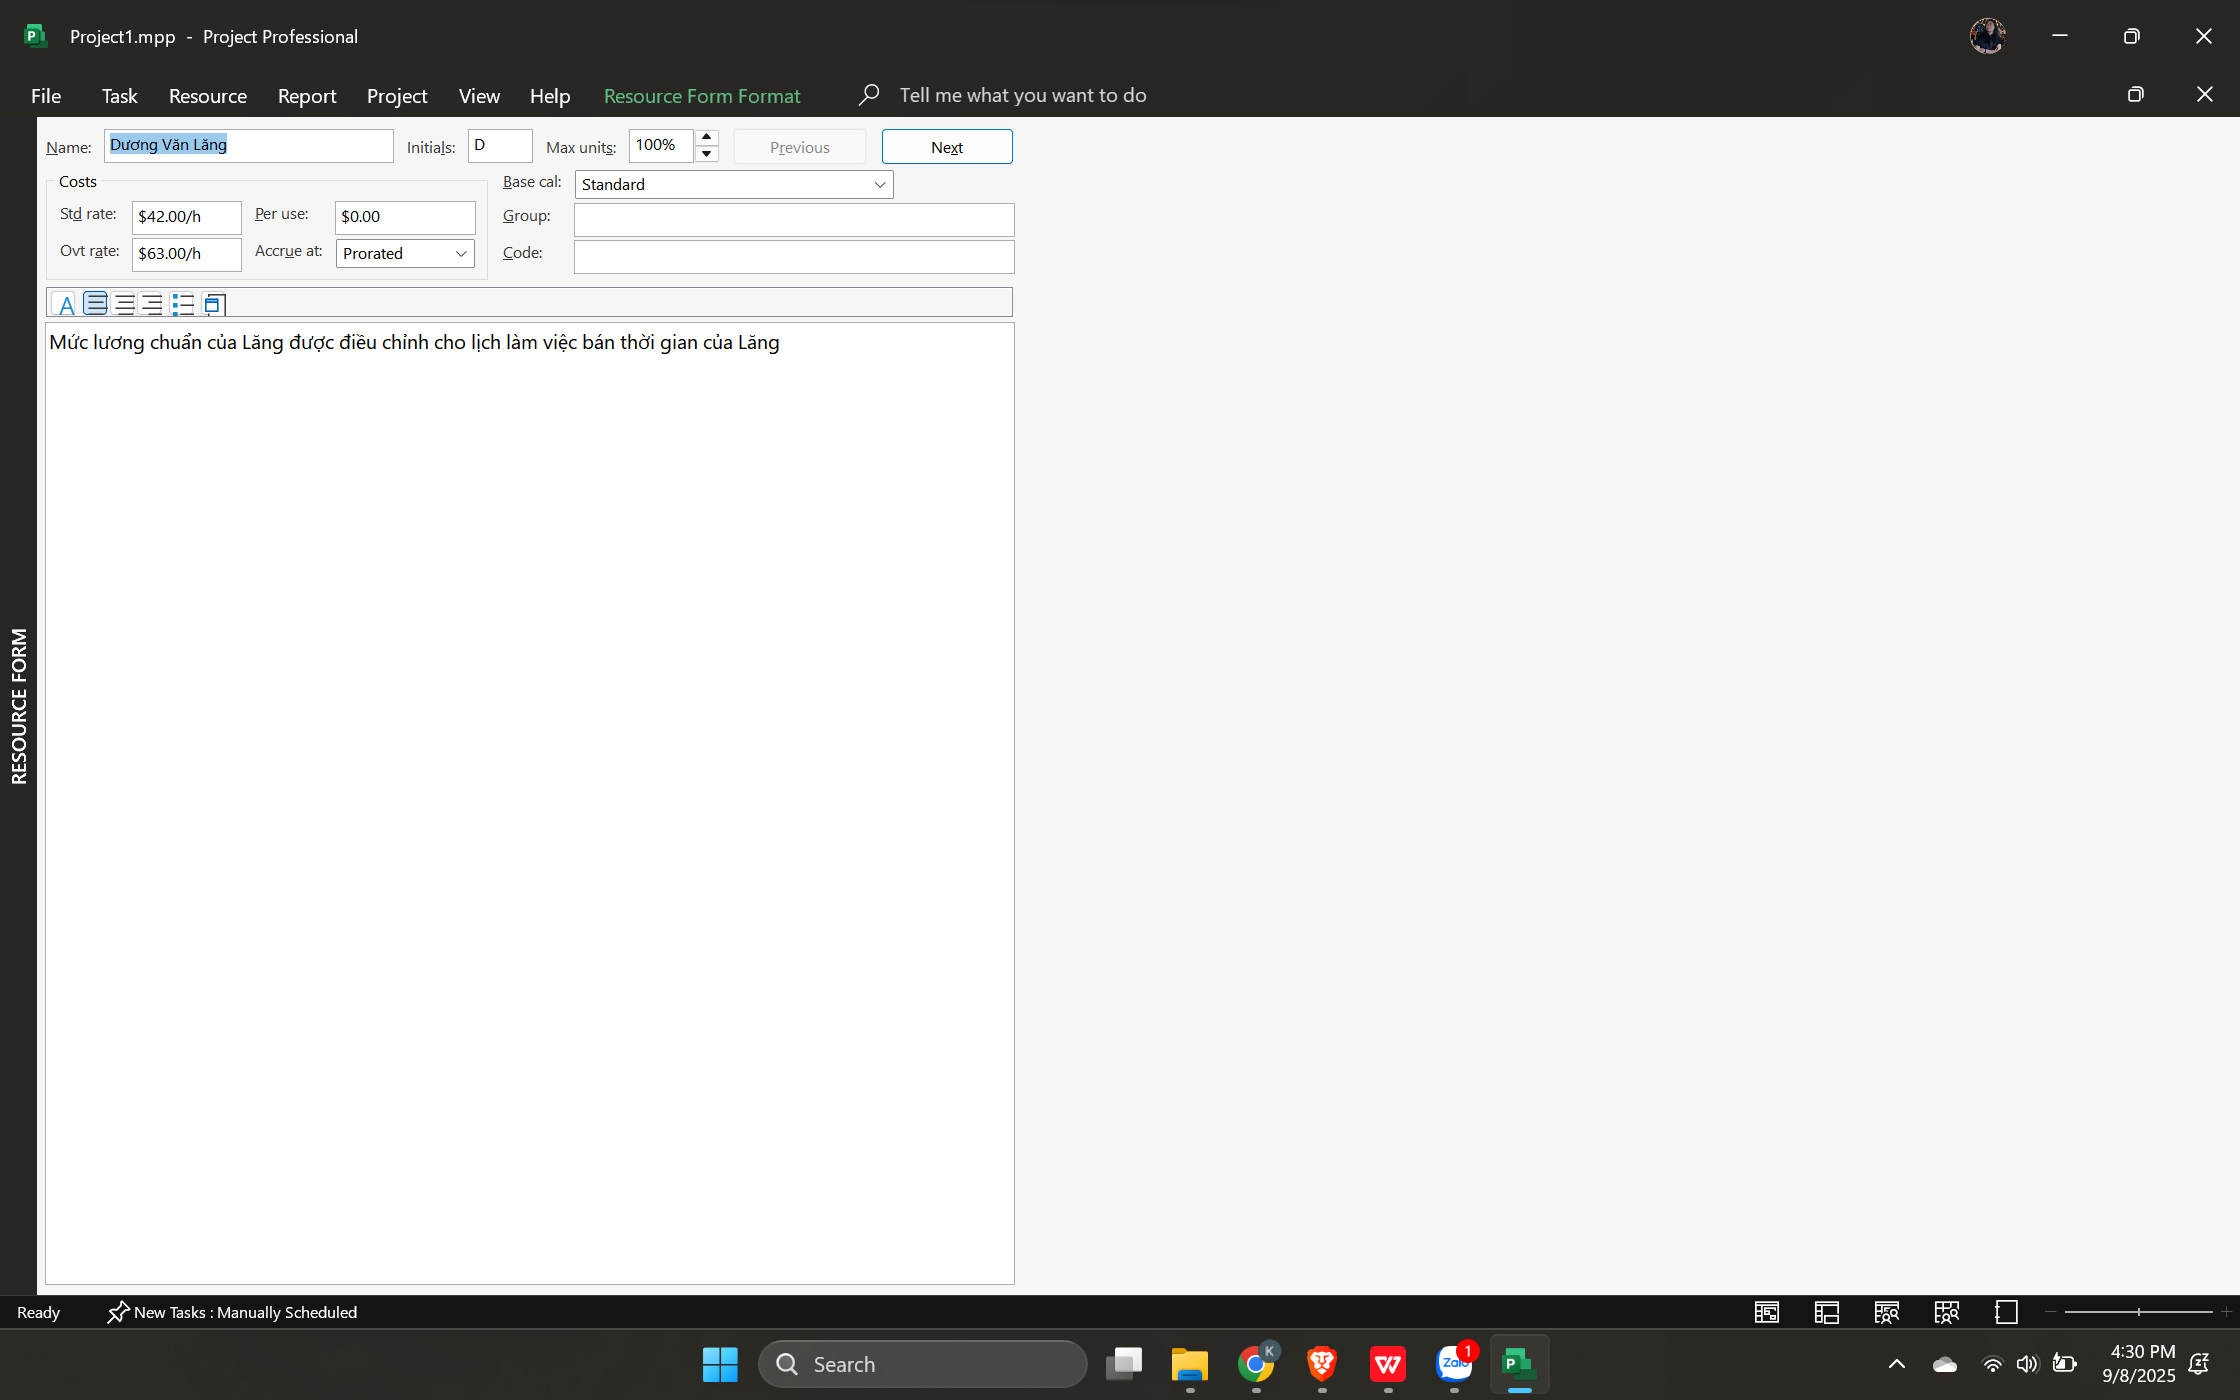 Project1.mpp - Project Professional
File Task Resource Report Project View Help Resource Form Format Tell me what you want to do
Name: Dương Văn Lăng Initials: D Max units: 100% Previous Next
Costs Base cal: Standard
Std rate: $42.00/h Per use: $0.00 Group:
Ovt rate: $63.00/h Accrue at: Prorated Code:
A
Mức lương chuẩn của Lăng được điều chỉnh cho lịch làm việc bán thời gian của Lăng
RESOURCE FORM
Ready New Tasks : Manually Scheduled
Search
K
Zalo
1
4:30 PM
9/8/2025